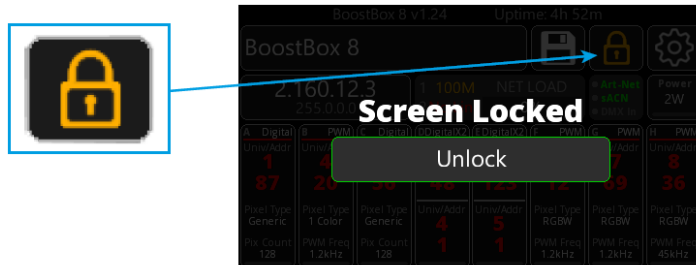 BoostBox 8 v1.24 Uptime: 4h 52m
BoostBox 8
2.160.12.3
255.0.0.0
1 100M NET LOAD
Art-Net
sACN
DMX in
Power
2W
Screen Locked
Unlock
A Digital B PWM C Digital D DigitalX2 E DigitalX2 F PWM G PWM H PWM
Univ/Addr Univ/Addr
1 4 7 8
87 20 36 48 125 12 69 36
Pixel Type Pixel Type Pixel Type Univ/Addr Univ/Addr Pixel Type Pixel Type Pixel Type
Generic 1 Color Generic 4 5 RGBW RGBW RGBW
Pix Count PWM Freq Pix Count 1 1 PWM Freq PWM Freq PWM Freq
128 1.2kHz 128 1.2kHz 1.2kHz 45kHz